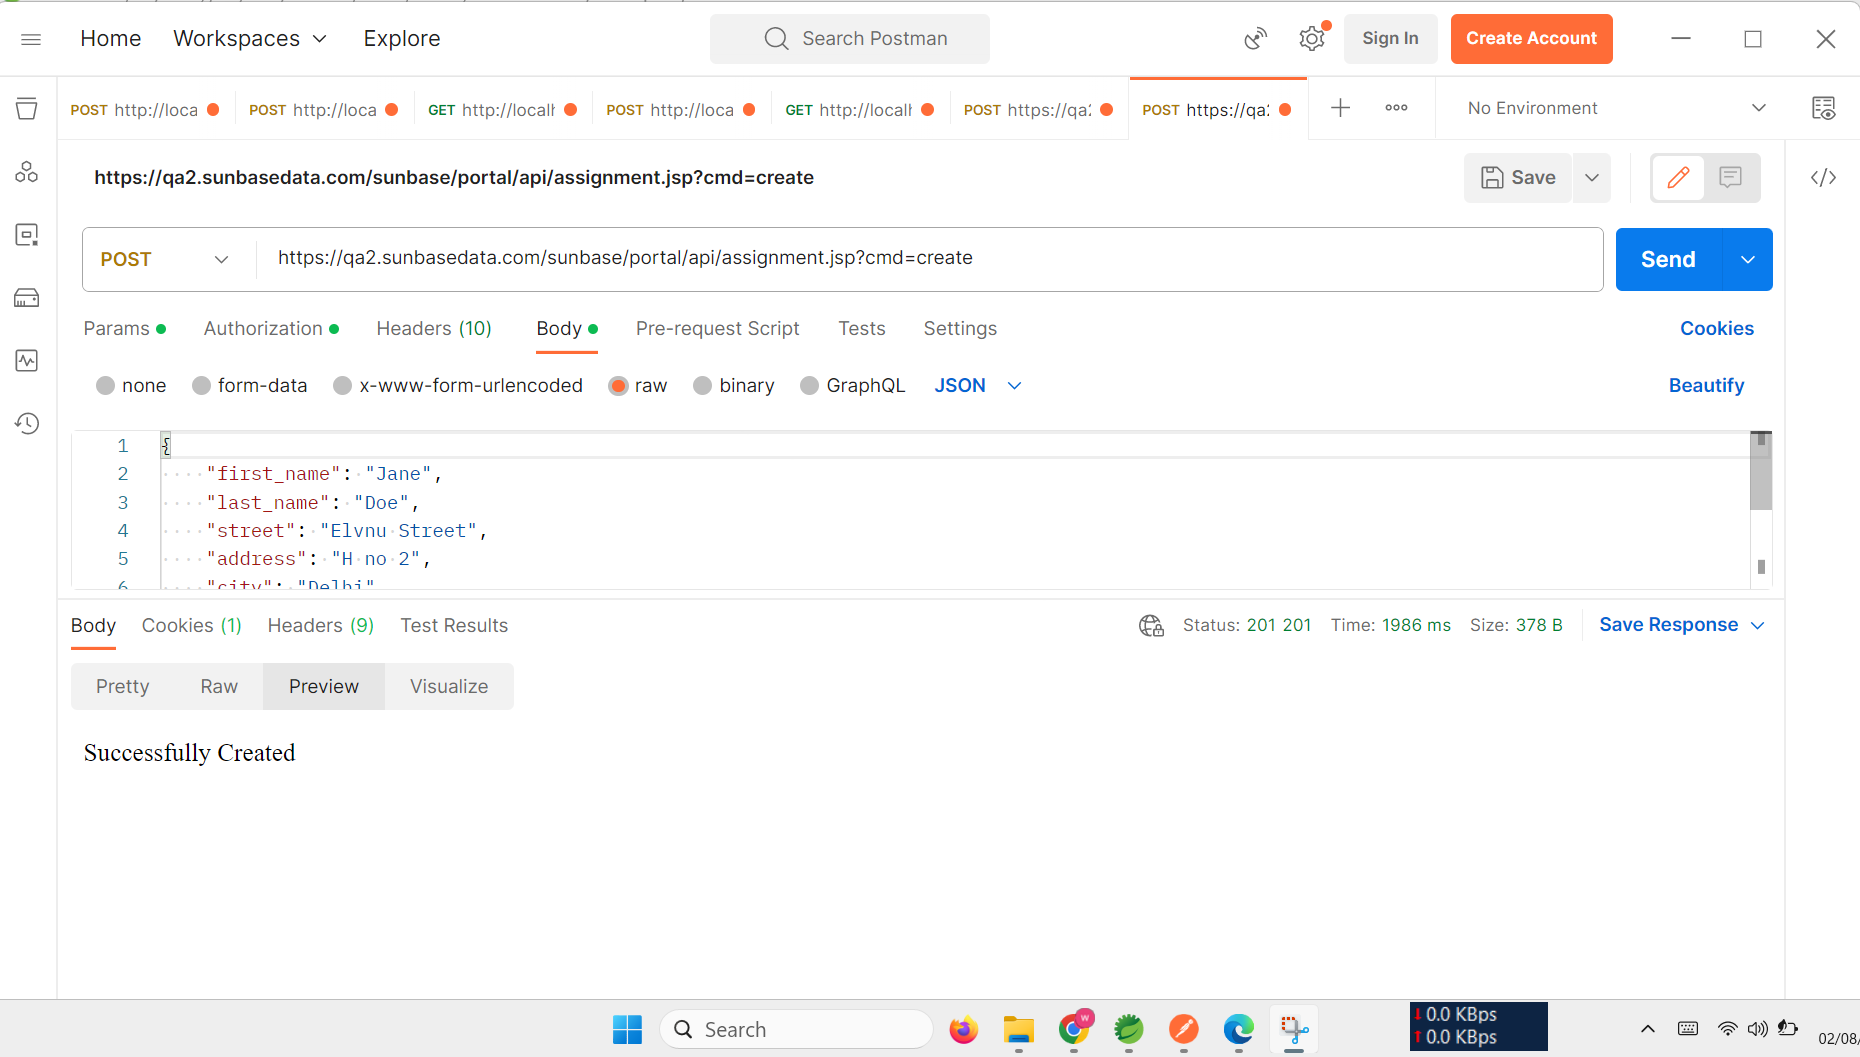 Home Workspaces Explore Search Postman Sign In Create Account
POST http://loca POST http://loca GET http://localh POST http://loca GET http://localh POST https://qa2 POST https://qa2 No Environment
https://qa2.sunbasedata.com/sunbase/portal/api/assignment.jsp?cmd=create Save
POST https://qa2.sunbasedata.com/sunbase/portal/api/assignment.jsp?cmd=create Send
Params Authorization Headers (10) Body Pre-request Script Tests Settings Cookies
none form-data x-www-form-urlencoded raw binary GraphQL JSON Beautify
1 {
2 "first_name": "Jane",
3 "last_name": "Doe",
4 "street": "Elvnu Street",
5 "address": "H no 2",
6 "city": "Delhi"
Body Cookies (1) Headers (9) Test Results Status: 201 201 Time: 1986 ms Size: 378 B Save Response
Pretty Raw Preview Visualize
Successfully Created
Search
0.0 KBps
0.0 KBps
02/08/